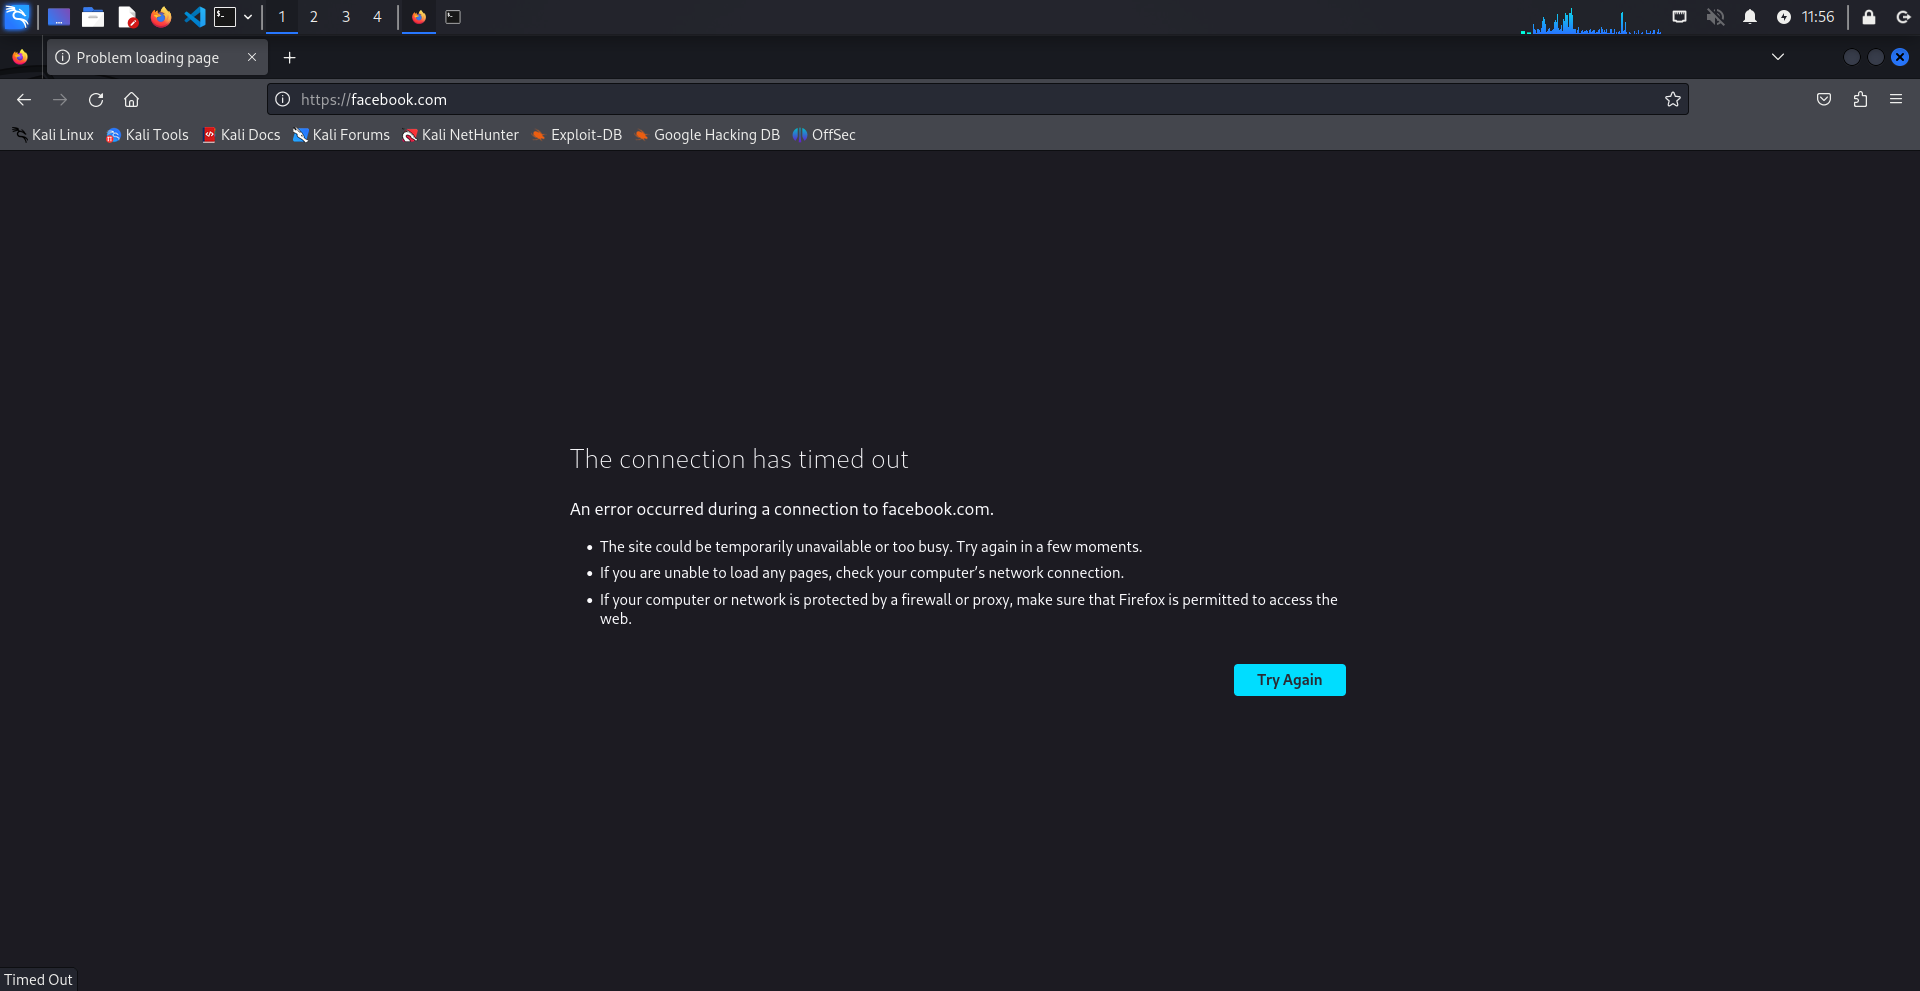 1 2 3 4 11:56
Problem loading page
https://facebook.com
Kali Linux Kali Tools Kali Docs Kali Forums Kali NetHunter Exploit-DB Google Hacking DB OffSec
The connection has timed out
An error occurred during a connection to facebook.com.
• The site could be temporarily unavailable or too busy. Try again in a few moments.
• If you are unable to load any pages, check your computer’s network connection.
• If your computer or network is protected by a firewall or proxy, make sure that Firefox is permitted to access the
web.
Try Again
Timed Out